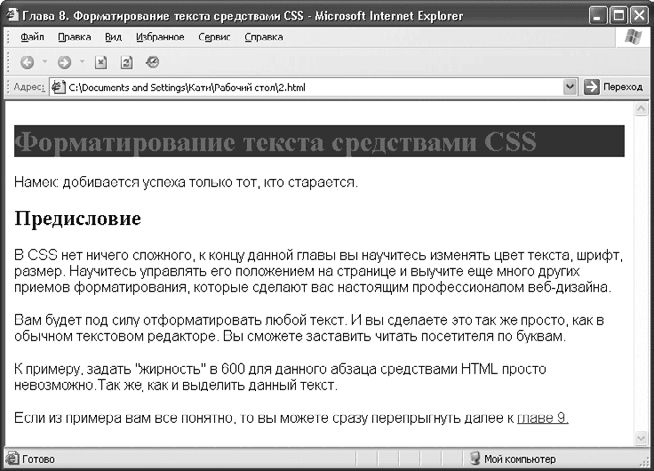 Глава 8. Форматирование текста средствами CSS - Microsoft Internet Explorer
Файл Правка Вид Избранное Сервис Справка
Адрес: C:\Documents and Settings\Кати\Рабочий стол\2.html Переход
Форматирование текста средствами CSS
Намек: добивается успеха только тот, кто старается.
Предисловие
В CSS нет ничего сложного, к концу данной главы вы научитесь изменять цвет текста, шрифт,
размер. Научитесь управлять его положением на странице и выучите еще много других
приемов форматирования, которые сделают вас настоящим профессионалом веб-дизайна.
Вам будет под силу отформатировать любой текст. И вы сделаете это так же просто, как в
обычном текстовом редакторе. Вы сможете заставить читать посетителя по буквам.
К примеру, задать "жирность" в 600 для данного абзаца средствами HTML просто
невозможно.Так же, как и выделить данный текст.
Если из примера вам все понятно, то вы можете сразу перепрыгнуть далее к главе 9.
Готово Мой компьютер